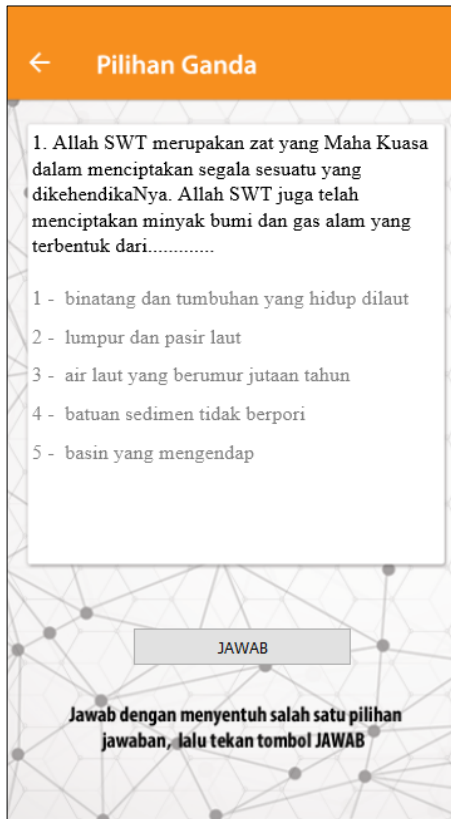 Pilihan Ganda
1. Allah SWT merupakan zat yang Maha Kuasa
dalam menciptakan segala sesuatu yang
dikehendikaNya. Allah SWT juga telah
menciptakan minyak bumi dan gas alam yang
terbentuk dari.............
1 - binatang dan tumbuhan yang hidup dilaut
2 - lumpur dan pasir laut
3 - air laut yang berumur jutaan tahun
4 - batuan sedimen tidak berpori
5 - basin yang mengendap
JAWAB
Jawab dengan menyentuh salah satu pilihan
jawaban, lalu tekan tombol JAWAB